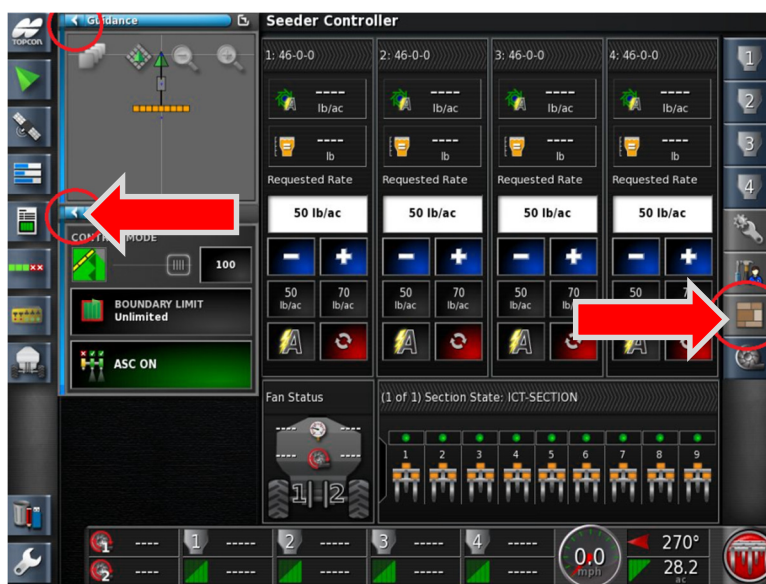 TOPCON
Guidance
Seeder Controller
1: 46-0-0
2: 46-0-0
3: 46-0-0
4: 46-0-0
---- lb/ac
---- lb/ac
---- lb/ac
---- lb/ac
---- lb
---- lb
---- lb
---- lb
Requested Rate
Requested Rate
Requested Rate
Requested Rate
50 lb/ac
50 lb/ac
50 lb/ac
50 lb/ac
50 lb/ac
70 lb/ac
50 lb/ac
70 lb/ac
50 lb/ac
50
1
2
3
4
MODE
100
BOUNDARY LIMIT
Unlimited
ASC ON
Fan Status
---- ----
---- ----
1 2
(1 of 1) Section State: ICT-SECTION
1 2 3 4 5 6 7 8 9
1 ---- 1 ----- 2 ----- 3 ----- 4 -----
2 ---- ----- ----- ----- -----
0.0
mph
270°
28.2
ac